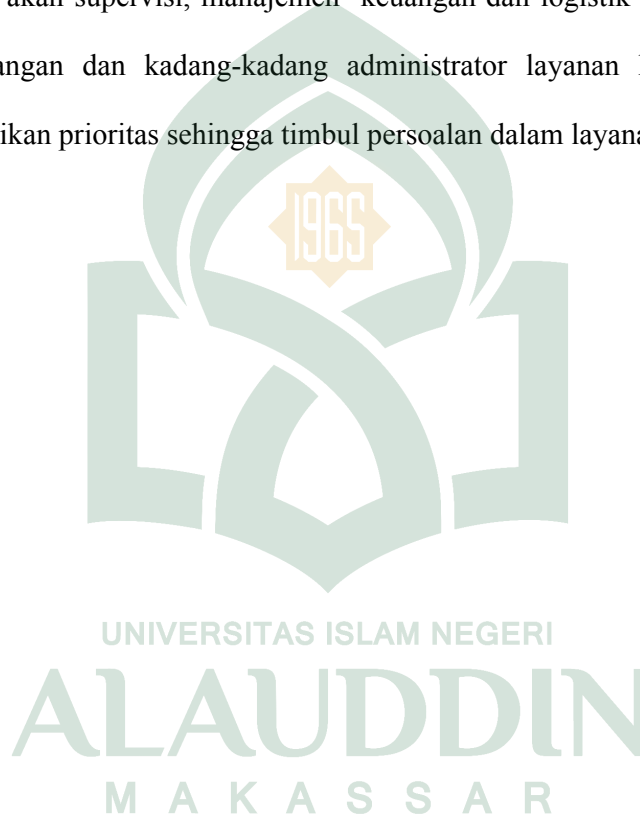 akan supervisi, manajemen keuangan dan logistik
angan dan kadang-kadang administrator layanan
ikan prioritas sehingga timbul persoalan dalam layana
1965
UNIVERSITAS ISLAM NEGERI
ALAUDDIN
MAKASSAR